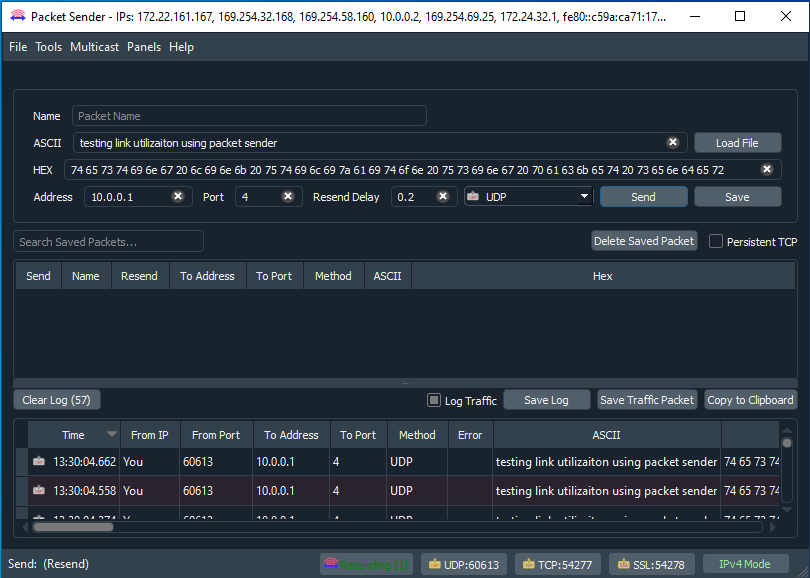 Packet Sender - IPs: 172.22.161.167, 169.254.32.168, 169.254.58.160, 10.0.0.2, 169.254.69.25, 172.24.32.1, fe80::c59a:ca71:17...
File Tools Multicast Panels Help
Name Packet Name
ASCII testing link utilizaiton using packet sender Load File
HEX 74 65 73 74 69 6e 67 20 6c 69 6e 6b 20 75 74 69 6c 69 7a 61 69 74 6f 6e 20 75 73 69 6e 67 20 70 61 63 6b 65 74 20 73 65 6e 64 65 72
Address 10.0.0.1 Port 4 Resend Delay 0.2 UDP Send Save
Search Saved Packets... Delete Saved Packet Persistent TCP
Send Name Resend To Address To Port Method ASCII Hex
Clear Log (57) Log Traffic Save Log Save Traffic Packet Copy to Clipboard
Time From IP From Port To Address To Port Method Error ASCII
13:30:04.662 You 60613 10.0.0.1 4 UDP testing link utilizaiton using packet sender 74 65 73 74
13:30:04.558 You 60613 10.0.0.1 4 UDP testing link utilizaiton using packet sender 74 65 73 74
Send: (Resend) Resending (1) UDP:60613 TCP:54277 SSL:54278 IPv4 Mode